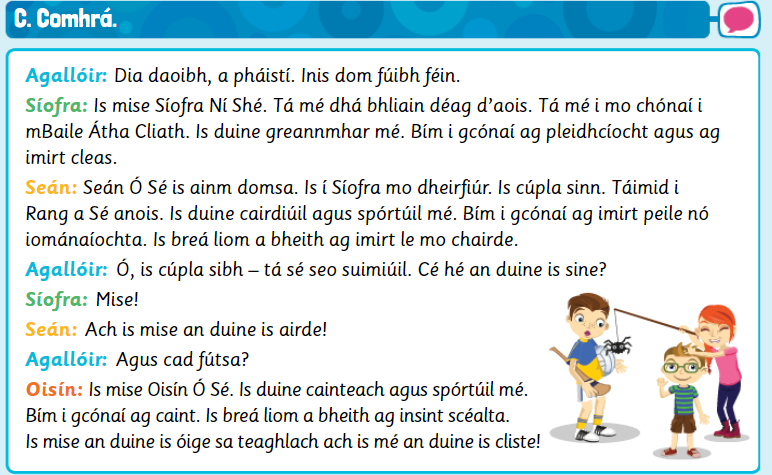 C. Comhrá.
Agallóir: Dia daoibh, a pháistí. Inis dom fúibh féin.
Síofra: Is mise Síofra Ní Shé. Tá mé dhá bhliain déag d'aois. Tá mé i mo chónaí i
mBaile Átha Cliath. Is duine greannmhar mé. Bím i gcónaí ag pleidhcíocht agus ag
imirt cleas.
Seán: Seán Ó Sé is ainm domsa. Is í Síofra mo dheirfiúr. Is cúpla sinn. Táimid i
Rang a Sé anois. Is duine cairdiúil agus spórtúil mé. Bím i gcónaí ag imirt peile nó
iománaíochta. Is breá liom a bheith ag imirt le mo chairde.
Agallóir: Ó, is cúpla sibh – tá sé seo suimiúil. Cé hé an duine is sine?
Síofra: Mise!
Seán: Ach is mise an duine is airde!
Agallóir: Agus cad fútsa?
Oisín: Is mise Oisín Ó Sé. Is duine cainteach agus spórtúil mé.
Bím i gcónaí ag caint. Is breá liom a bheith ag insint scéalta.
Is mise an duine is óige sa teaghlach ach is mé an duine is cliste!